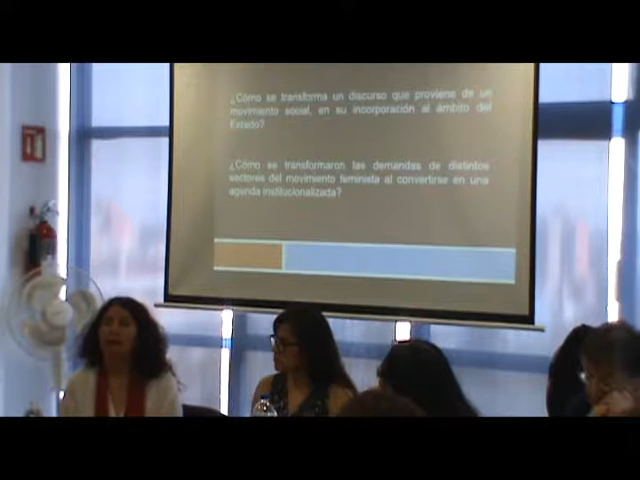 ¿Cómo se transforma un discurso que proviene de un
movimiento social, en su incorporación al ámbito del
Estado?
¿Cómo se transformaron las demandas de distintos
sectores del movimiento feminista al convertirse en una
agenda institucionalizada?